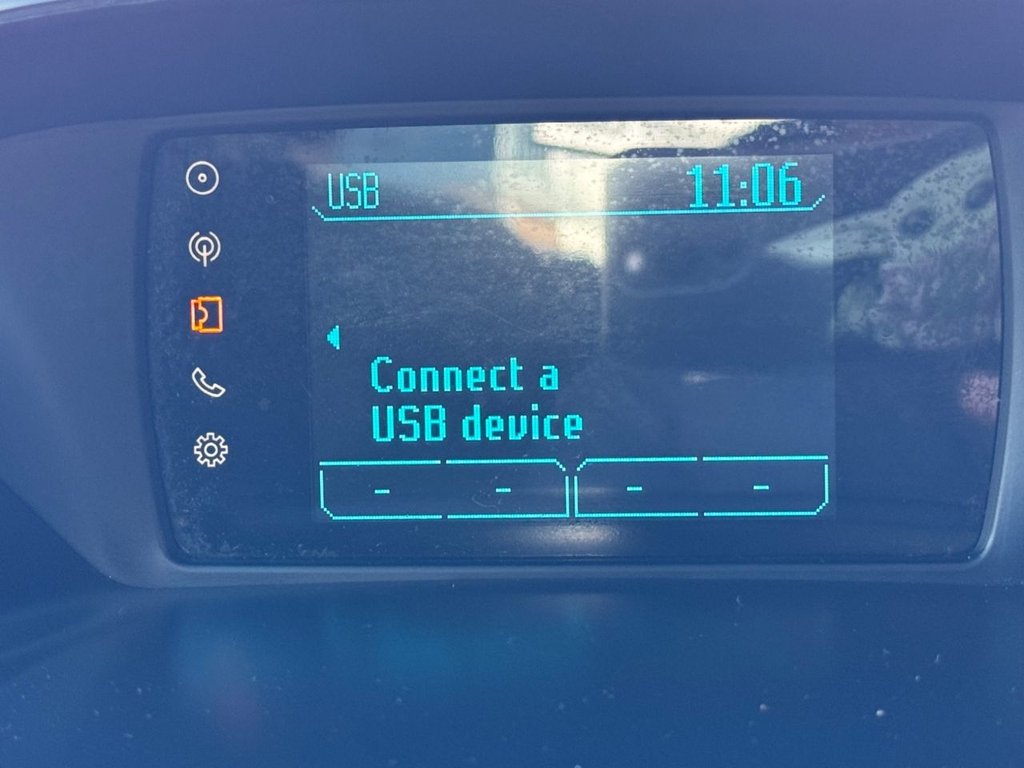 USB 11:06
Connect a
USB device
- - - -